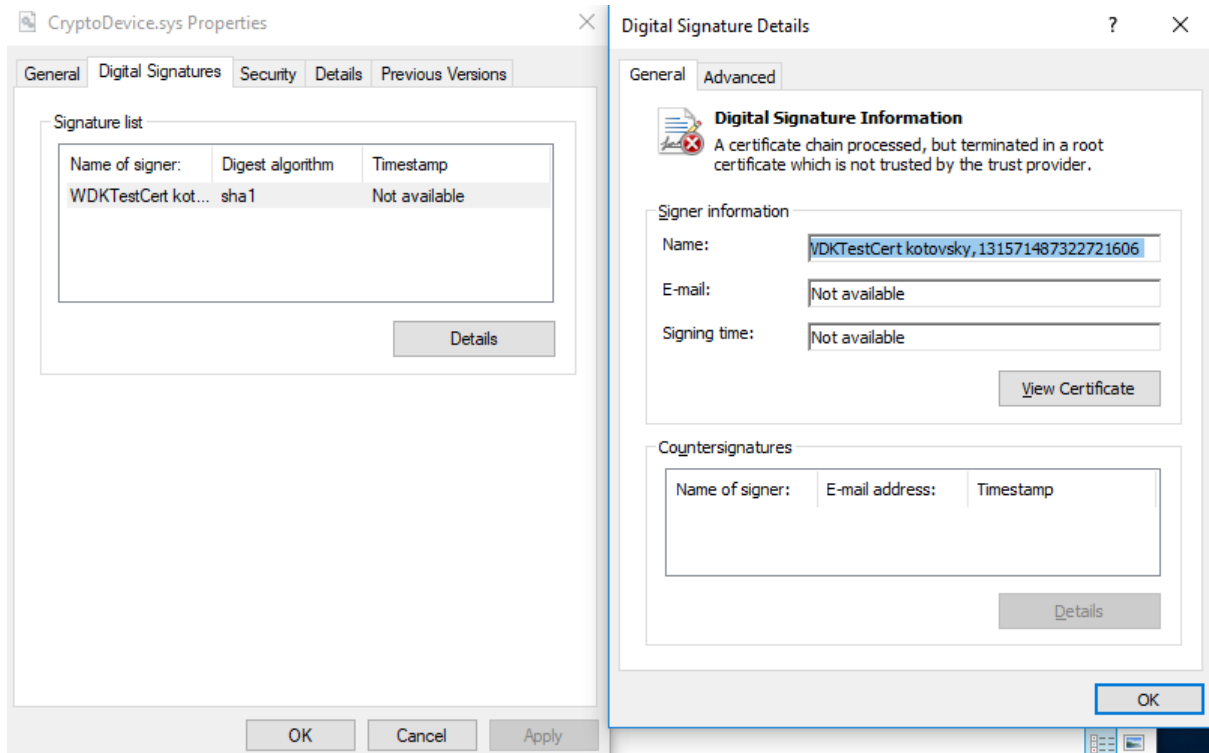 CryptoDevice.sys Properties
General Digital Signatures Security Details Previous Versions
Signature list
Name of signer: Digest algorithm Timestamp
WDKTestCert kot... sha1 Not available
Details
OK Cancel Apply
Digital Signature Details
?
General Advanced
Digital Signature Information
A certificate chain processed, but terminated in a root
certificate which is not trusted by the trust provider.
Signer information
Name: WDKTestCert kotovsky,131571487322721606
E-mail: Not available
Signing time: Not available
View Certificate
Countersignatures
Name of signer: E-mail address: Timestamp
Details
OK